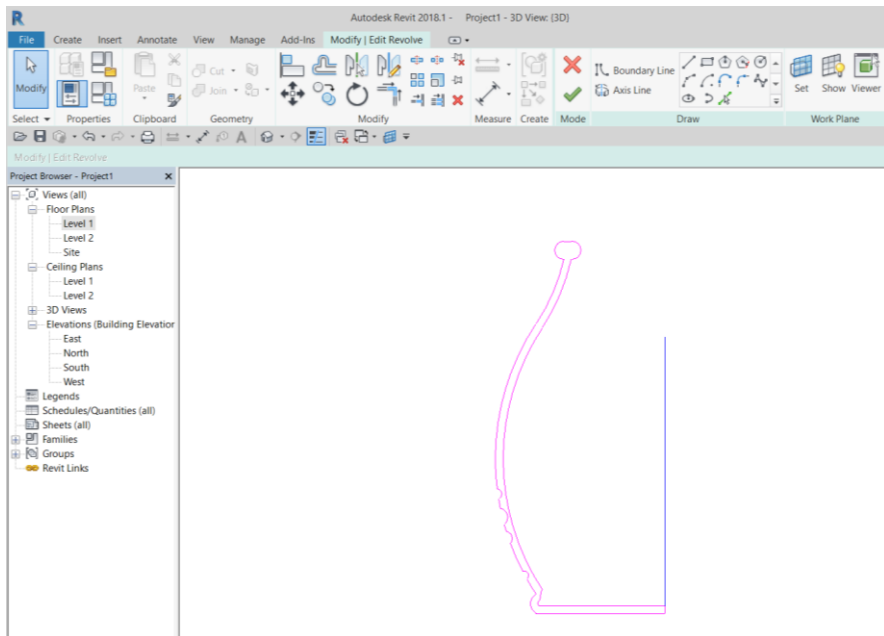 Autodesk Revit 2018.1 - Project1 - 3D View: {3D}
File Create Insert Annotate View Manage Add-Ins Modify | Edit Revolve
Modify Paste Cut Join Boundary Line Axis Line Set Show Viewer
Select Properties Clipboard Geometry Modify Measure Create Mode Draw Work Plane
Modify | Edit Revolve
Project Browser - Project1
Views (all)
Floor Plans
Level 1
Level 2
Site
Ceiling Plans
Level 1
Level 2
3D Views
Elevations (Building Elevation
East
North
South
West
Legends
Schedules/Quantities (all)
Sheets (all)
Families
Groups
Revit Links